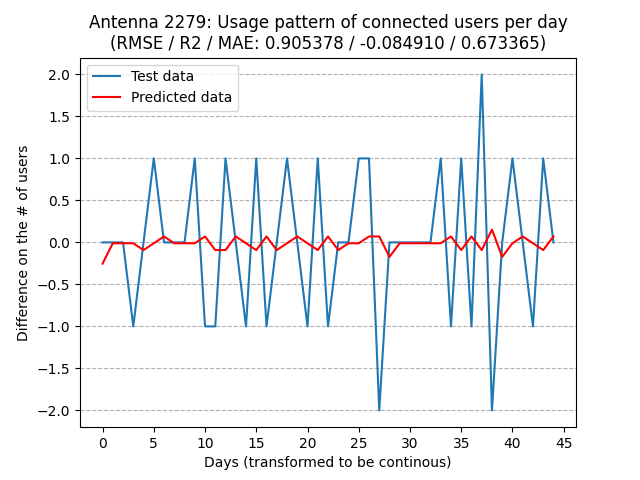 Antenna 2279: Usage pattern of connected users per day
(RMSE / R2 / MAE: 0.905378 / -0.084910 / 0.673365)
Test data
Predicted data
Difference on the # of users
2.0
1.5
1.0
0.5
0.0
−0.5
−1.0
−1.5
−2.0
0 5 10 15 20 25 30 35 40 45
Days (transformed to be continous)